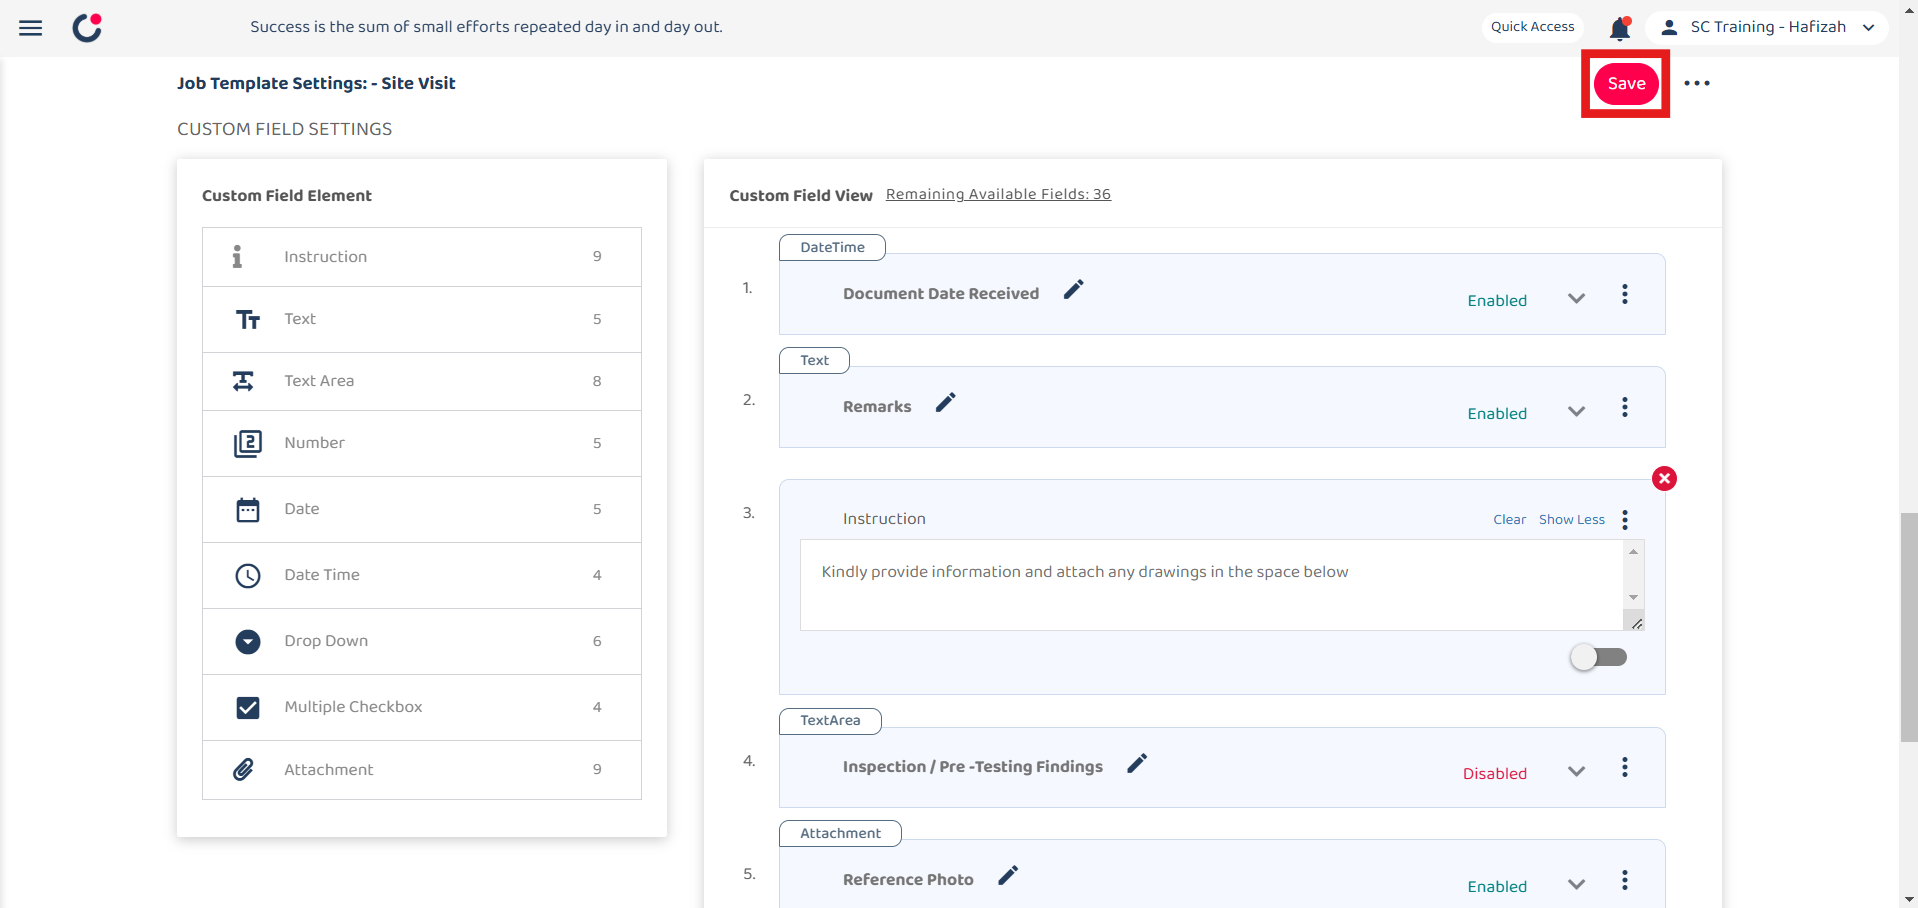 Success is the sum of small efforts repeated day in and day out.
Quick Access
SC Training - Hafizah
Job Template Settings: - Site Visit
Save
CUSTOM FIELD SETTINGS
Custom Field Element
Instruction 9
Text 5
Text Area 8
Number 5
Date 5
Date Time 4
Drop Down 6
Multiple Checkbox 4
Attachment 9
Custom Field View Remaining Available Fields: 36
DateTime
1. Document Date Received Enabled
Text
2. Remarks Enabled
3. Instruction Clear Show Less
Kindly provide information and attach any drawings in the space below
TextArea
4. Inspection / Pre -Testing Findings Disabled
Attachment
5. Reference Photo Enabled